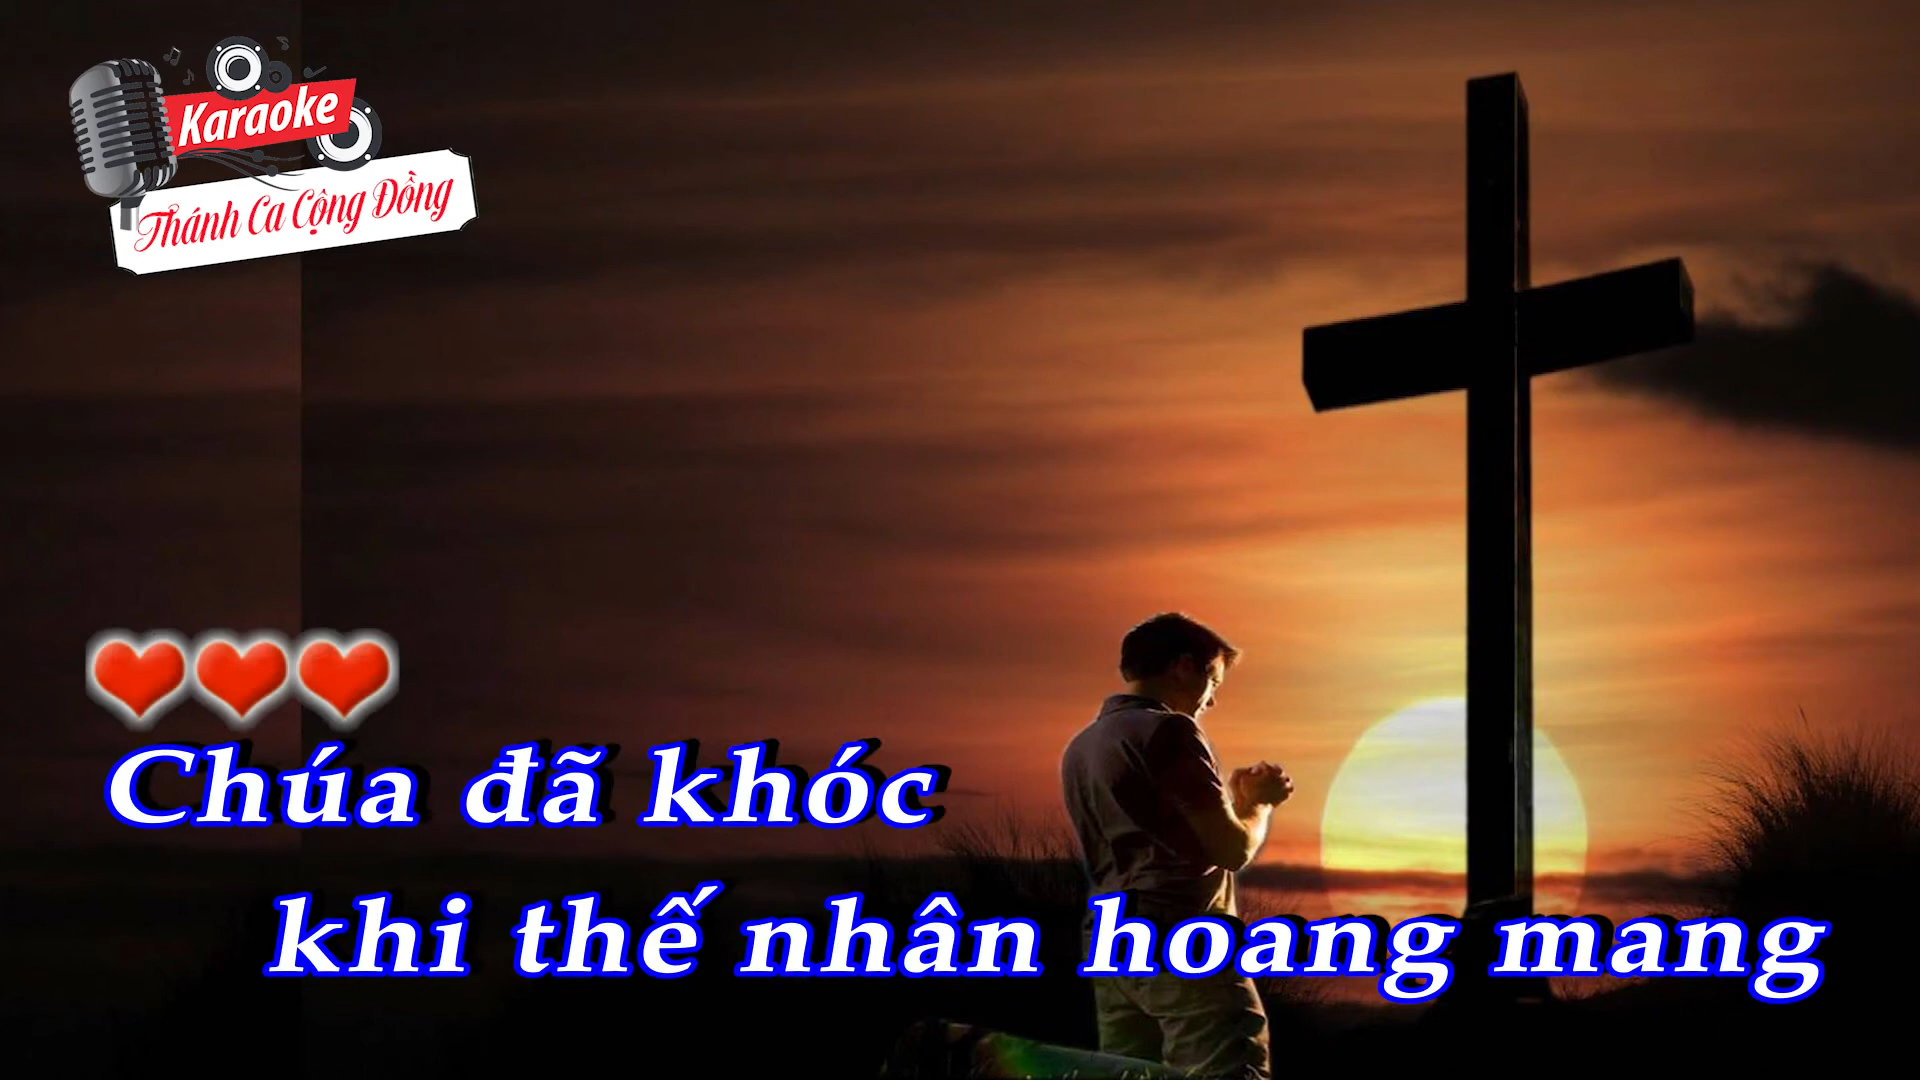 Karaoke
Thánh Ca Cộng Đồng
Chúa đã khóc
khi thế nhân hoang mang